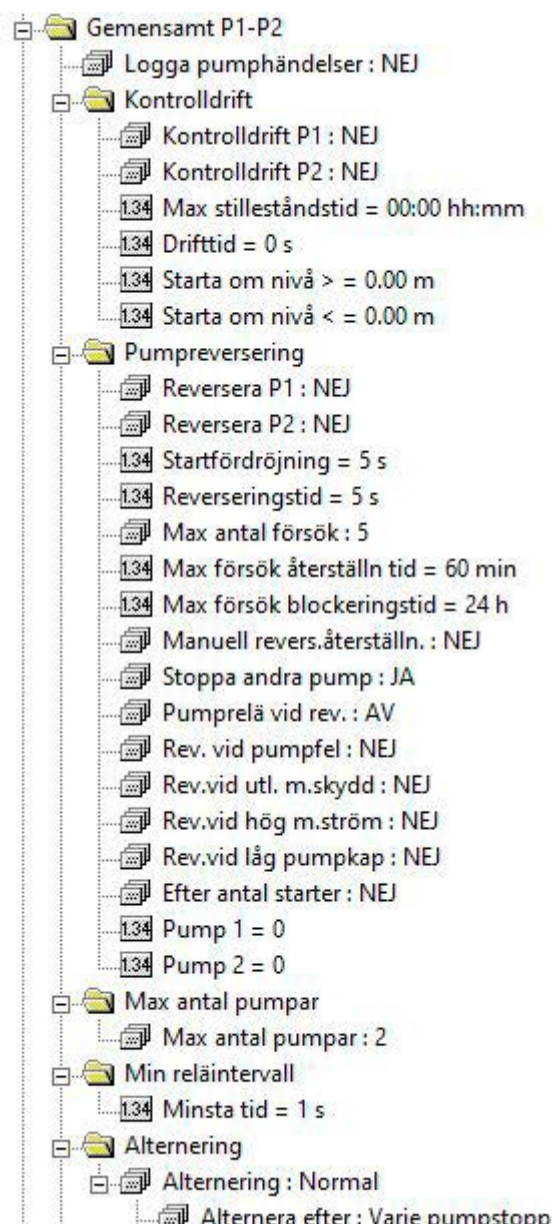 Gemensamt P1-P2
Logga pumphändelser : NEJ
Kontrolldrift
Kontrolldrift P1 : NEJ
Kontrolldrift P2 : NEJ
1.34 Max stilleståndstid = 00:00 hh:mm
1.34 Drifttid = 0 s
1.34 Starta om nivå > = 0.00 m
1.34 Starta om nivå < = 0.00 m
Pumpreversering
Reversera P1 : NEJ
Reversera P2 : NEJ
1.34 Startfördröjning = 5 s
1.34 Reverseringstid = 5 s
Max antal försök : 5
1.34 Max försök återställn tid = 60 min
1.34 Max försök blockeringstid = 24 h
Manuell revers.återställn. : NEJ
Stoppa andra pump : JA
Pumprelä vid rev. : AV
Rev. vid pumpfel : NEJ
Rev.vid utl. m.skydd : NEJ
Rev.vid hög m.ström : NEJ
Rev.vid låg pumpkap : NEJ
Efter antal starter : NEJ
1.34 Pump 1 = 0
1.34 Pump 2 = 0
Max antal pumpar
Max antal pumpar : 2
Min reläintervall
1.34 Minsta tid = 1 s
Alternering
Alternering : Normal
Alternera efter : Varje pumpstopp